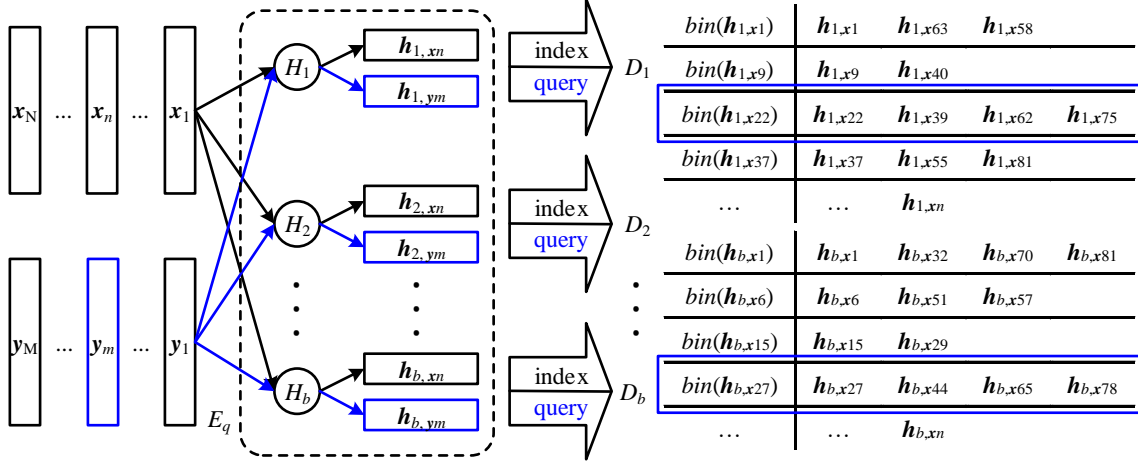 x_N ... x_n ... x_1
y_M ... y_m ... y_1
E_q
H_1
h_{1, xn}
h_{1, ym}
H_2
h_{2, xn}
h_{2, ym}
H_b
h_{b, xn}
h_{b, ym}
index
query
D_1
index
query
D_2
index
query
D_b
bin(h_{1,x1}) h_{1,x1} h_{1,x63} h_{1,x58}
bin(h_{1,x9}) h_{1,x9} h_{1,x40}
bin(h_{1,x22}) h_{1,x22} h_{1,x39} h_{1,x62} h_{1,x75}
bin(h_{1,x37}) h_{1,x37} h_{1,x55} h_{1,x81}
... ... h_{1,xn}
bin(h_{b,x1}) h_{b,x1} h_{b,x32} h_{b,x70} h_{b,x81}
bin(h_{b,x6}) h_{b,x6} h_{b,x51} h_{b,x57}
bin(h_{b,x15}) h_{b,x15} h_{b,x29}
bin(h_{b,x27}) h_{b,x27} h_{b,x44} h_{b,x65} h_{b,x78}
... ... h_{b,xn}